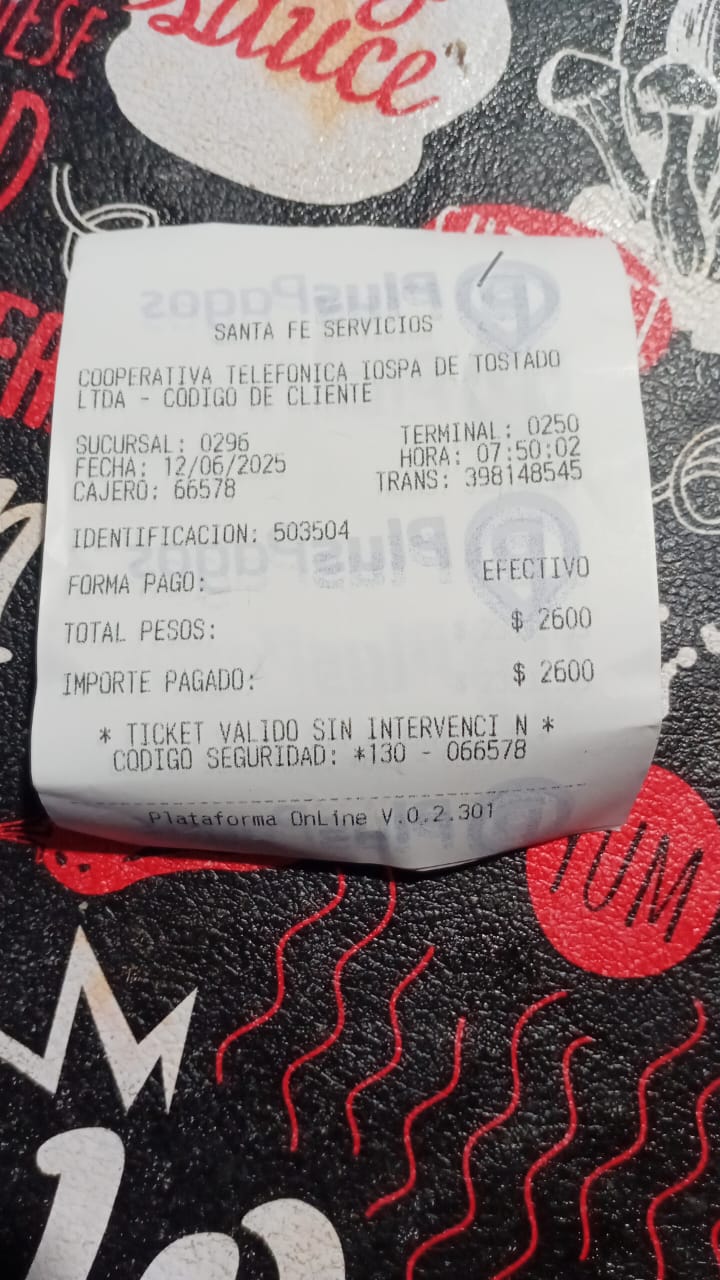 sauce
SANTA FE SERVICIOS
COOPERATIVA TELEFONICA IOSPA DE TOSTADO
LTDA - CODIGO DE CLIENTE
SUCURSAL: 0296 TERMINAL: 0250
FECHA: 12/06/2025 HORA: 07:50:02
CAJERO: 66578 TRANS: 398148545
IDENTIFICACION: 503504
FORMA PAGO: EFECTIVO
TOTAL PESOS: $ 2600
IMPORTE PAGADO: $ 2600
* TICKET VALIDO SIN INTERVENCI N *
CODIGO SEGURIDAD: *130 - 066578
Plataforma OnLine V.0.2.301
YUM